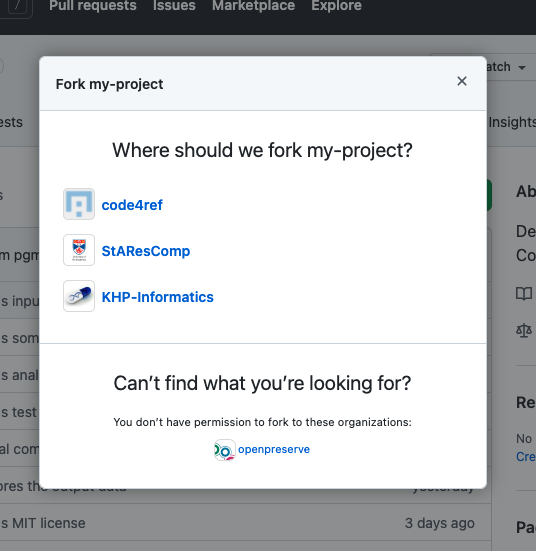 /
Pull requests Issues Marketplace Explore
atch
Fork my-project
ests
Insights
Where should we fork my-project?
s
code4ref
Ab
m pgm
StAResComp
De
Co
s inpu
KHP-Informatics
s som
s anal
Can't find what you're looking for?
Re
s test
You don't have permission to fork to these organizations:
No
al com
openpreserve
Cre
ores the output data yesterday
s MIT license 3 days ago
Pa